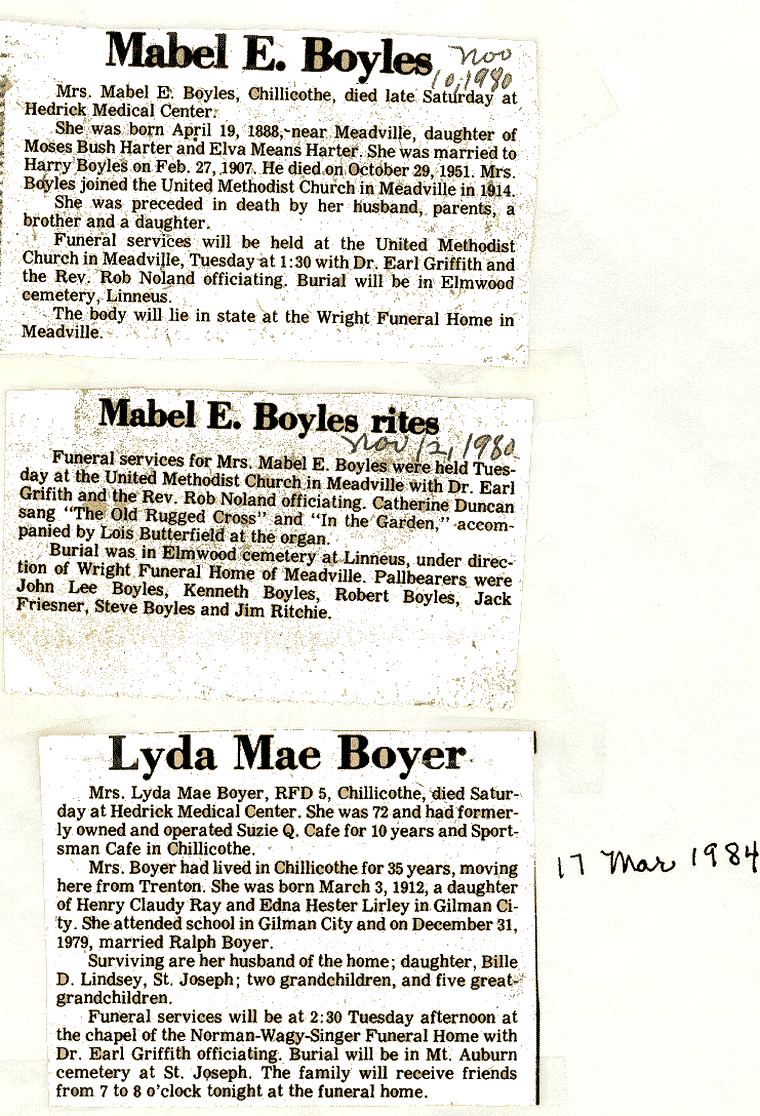 Mabel E. Boyles
Nov
10, 1980
Mrs. Mabel E. Boyles, Chillicothe, died late Saturday at
Hedrick Medical Center.
She was born April 19, 1888, near Meadville, daughter of
Moses Bush Harter and Elva Means Harter. She was married to
Harry Boyles on Feb. 27, 1907. He died on October 29, 1951. Mrs.
Boyles joined the United Methodist Church in Meadville in 1914.
She was preceded in death by her husband, parents, a
brother and a daughter.
Funeral services will be held at the United Methodist
Church in Meadville, Tuesday at 1:30 with Dr. Earl Griffith and
the Rev. Rob Noland officiating. Burial will be in Elmwood
cemetery, Linneus.
The body will lie in state at the Wright Funeral Home in
Meadville.
Mabel E. Boyles rites
Nov 12, 1980
Funeral services for Mrs. Mabel E. Boyles were held Tues-
day at the United Methodist Church in Meadville with Dr. Earl
Grifith and the Rev. Rob Noland officiating. Catherine Duncan
sang "The Old Rugged Cross" and "In the Garden," accom-
panied by Lois Butterfield at the organ.
Burial was in Elmwood cemetery at Linneus, under direc-
tion of Wright Funeral Home of Meadville. Pallbearers were
John Lee Boyles, Kenneth Boyles, Robert Boyles, Jack
Friesner, Steve Boyles and Jim Ritchie.
Lyda Mae Boyer
Mrs. Lyda Mae Boyer, RFD 5, Chillicothe, died Satur-
day at Hedrick Medical Center. She was 72 and had former-
ly owned and operated Suzie Q. Cafe for 10 years and Sport-
sman Cafe in Chillicothe.
17 Mar 1984
Mrs. Boyer had lived in Chillicothe for 35 years, moving
here from Trenton. She was born March 3, 1912, a daughter
of Henry Claudy Ray and Edna Hester Lirley in Gilman Ci-
ty. She attended school in Gilman City and on December 31,
1979, married Ralph Boyer.
Surviving are her husband of the home; daughter, Bille
D. Lindsey, St. Joseph; two grandchildren, and five great-
grandchildren.
Funeral services will be at 2:30 Tuesday afternoon at
the chapel of the Norman-Wagy-Singer Funeral Home with
Dr. Earl Griffith officiating. Burial will be in Mt. Auburn
cemetery at St. Joseph. The family will receive friends
from 7 to 8 o'clock tonight at the funeral home.